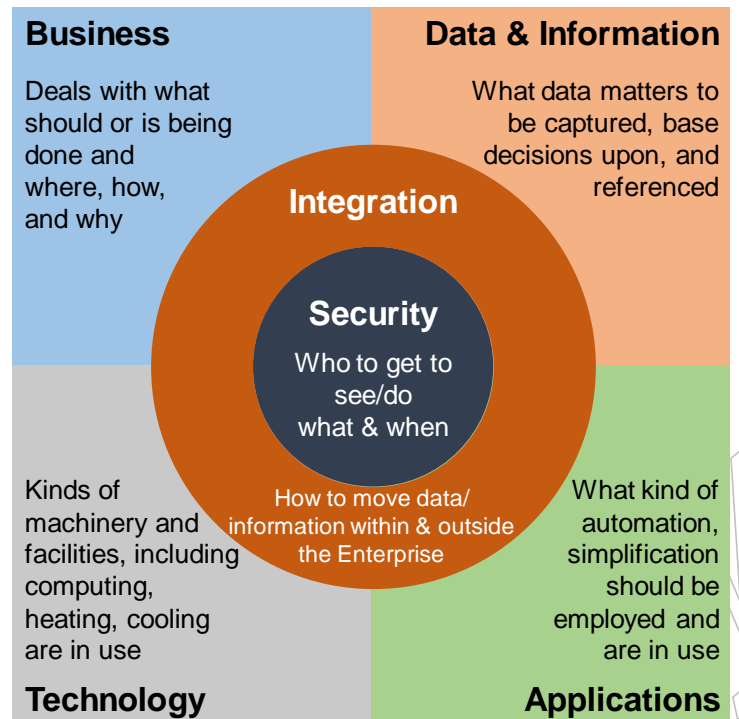 Business
Deals with what
should or is being
done and
where, how,
and why
Data & Information
What data matters to
be captured, base
decisions upon, and
referenced
Integration
Security
Who to get to
see/do
what & when
How to move data/
information within & outside
the Enterprise
Kinds of
machinery and
facilities, including
computing,
heating, cooling
are in use
Technology
What kind of
automation,
simplification
should be
employed and
are in use
Applications